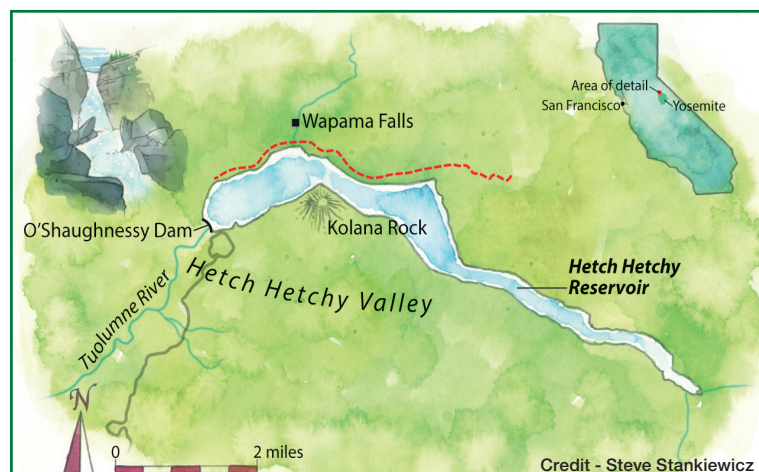 Area of detail
San Francisco
Yosemite
Wapama Falls
O'Shaughnessy Dam
Kolana Rock
Hetch Hetchy
Reservoir
Hetch Hetchy Valley
Tuolumne River
N
0
2 miles
Credit - Steve Stankiewicz